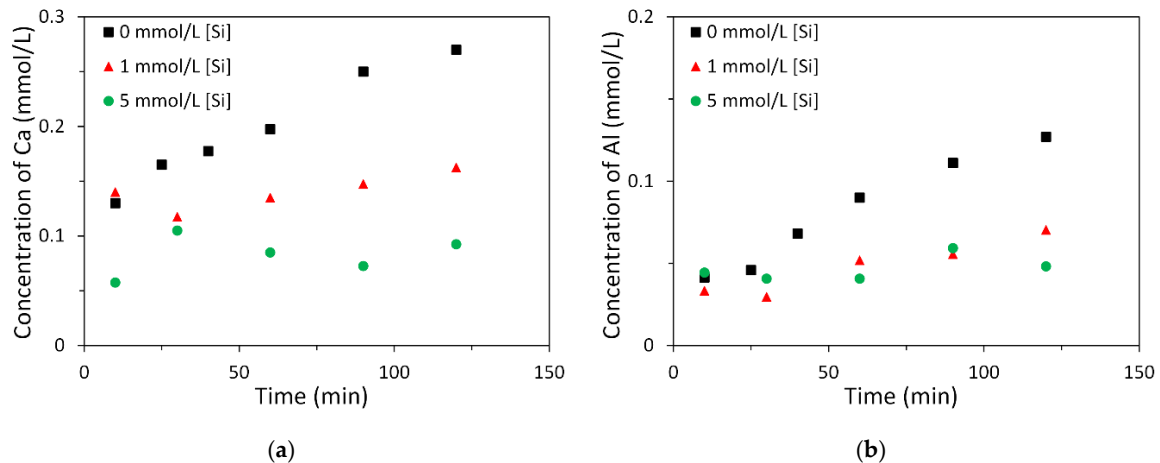 0.3
0.2
0.1
0
Concentration of Ca (mmol/L)
0 mmol/L [Si]
1 mmol/L [Si]
5 mmol/L [Si]
0
50
100
150
Time (min)
(a)
0.2
0.1
0
Concentration of Al (mmol/L)
0 mmol/L [Si]
1 mmol/L [Si]
5 mmol/L [Si]
0
50
100
150
Time (min)
(b)